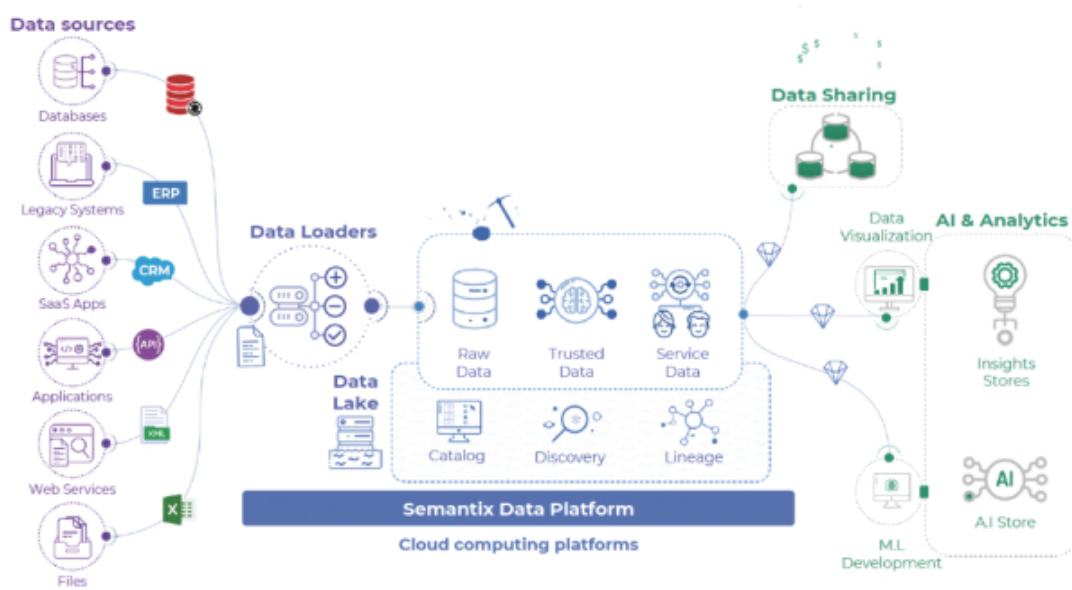 Data sources
Databases
Legacy Systems
SaaS Apps
Applications
Web Services
Files
ERP
CRM
{API}
XML
X
Data Loaders
Raw
Data
Trusted
Data
Service
Data
Data
Lake
Catalog
Discovery
Lineage
Semantix Data Platform
Cloud computing platforms
$
$
$
$
$
$
Data Sharing
Data
Visualization
AI & Analytics
Insights
Stores
AI
A.I Store
M.L
Development